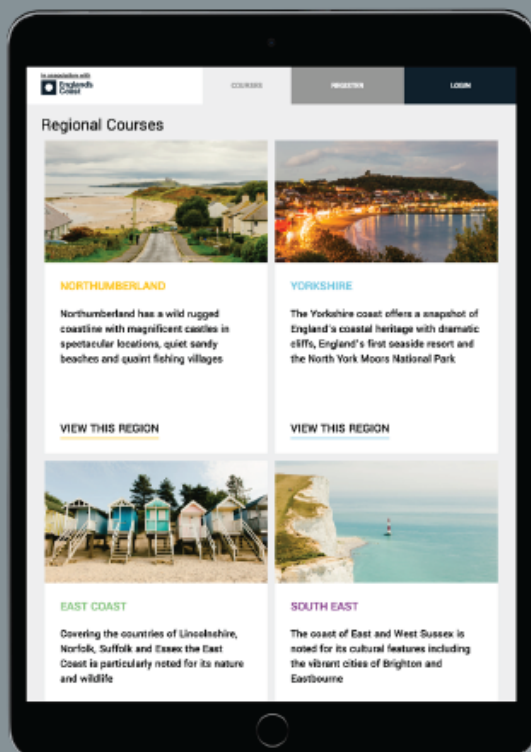 In association with
England's
Coast
COURSES
REGISTER
LOGIN
Regional Courses
NORTHUMBERLAND
Northumberland has a wild rugged
coastline with magnificent castles in
spectacular locations, quiet sandy
beaches and quaint fishing villages
VIEW THIS REGION
YORKSHIRE
The Yorkshire coast offers a snapshot of
England's coastal heritage with dramatic
cliffs, England's first seaside resort and
the North York Moors National Park
VIEW THIS REGION
EAST COAST
Covering the countries of Lincolnshire,
Norfolk, Suffolk and Essex the East
Coast is particularly noted for its nature
and wildlife
SOUTH EAST
The coast of East and West Sussex is
noted for its cultural features including
the vibrant cities of Brighton and
Eastbourne